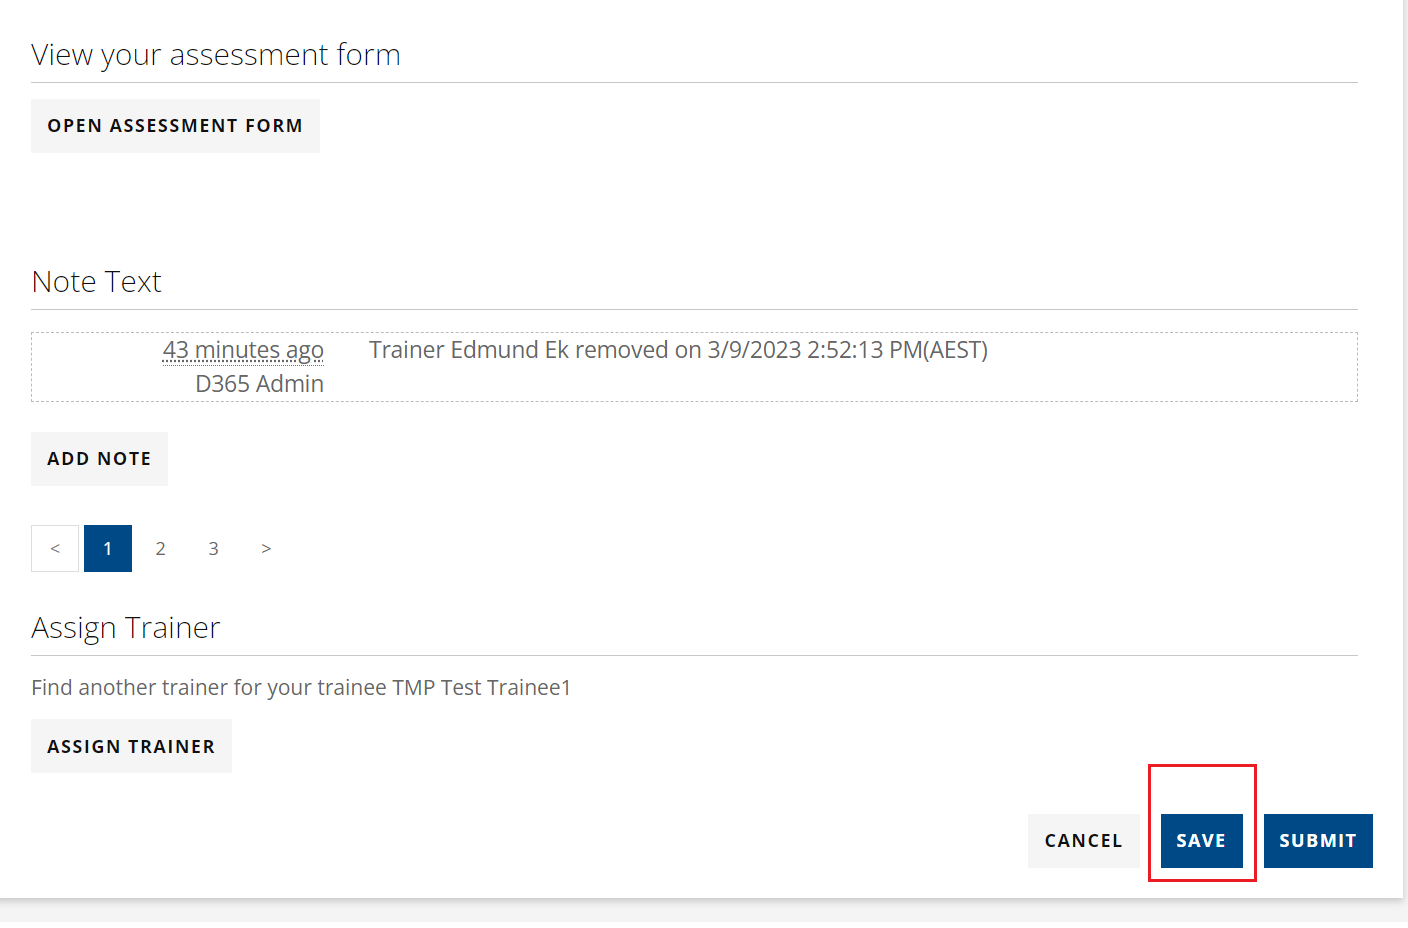 View your assessment form
OPEN ASSESSMENT FORM
Note Text
43 minutes ago Trainer Edmund Ek removed on 3/9/2023 2:52:13 PM(AEST)
D365 Admin
ADD NOTE
< 1 2 3 >
Assign Trainer
Find another trainer for your trainee TMP Test Trainee1
ASSIGN TRAINER
CANCEL SAVE SUBMIT